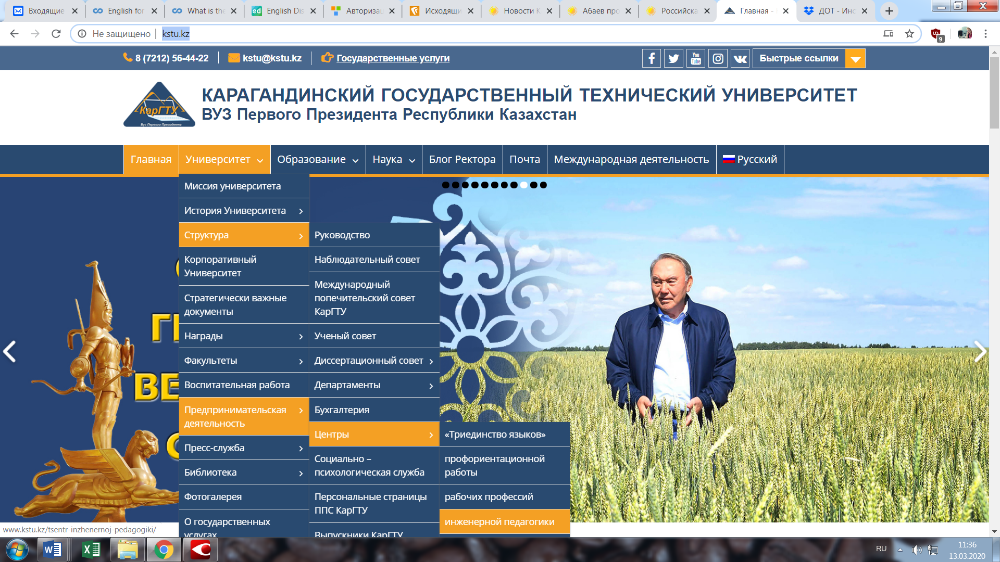 Входящие
English for
What is the
English Dis
Авторизац
Исходящи
Новости К
Абаев про
Российска
Главная -
ДОТ - Инс
Не защищено
kstu.kz
9
8 (7212) 56-44-22
kstu@kstu.kz
Государственные услуги
You
Tube
Быстрые ссылки
КарГТУ
Вуз Первого Президента
КАРАГАНДИНСКИЙ ГОСУДАРСТВЕННЫЙ ТЕХНИЧЕСКИЙ УНИВЕРСИТЕТ
ВУЗ Первого Президента Республики Казахстан
Главная
Университет
Образование
Наука
Блог Ректора
Почта
Международная деятельность
Русский
Миссия университета
История Университета
Структура
Корпоративный
Университет
Стратегически важные
документы
Награды
Факультеты
Воспитательная работа
Предпринимательская
деятельность
Пресс-служба
Библиотека
Фотогалерея
О государственных
услугах
Руководство
Наблюдательный совет
Международный
попечительский совет
КарГТУ
Ученый совет
Диссертационный совет
Департаменты
Бухгалтерия
Центры
Социально –
психологическая служба
Персональные страницы
ППС КарГТУ
Выпускники КарГТУ
«Триединство языков»
профориентационной
работы
рабочих профессий
инженерной педагогики
www.kstu.kz/tsentr-inzhenernoj-pedagogiki/
RU
11:36
13.03.2020